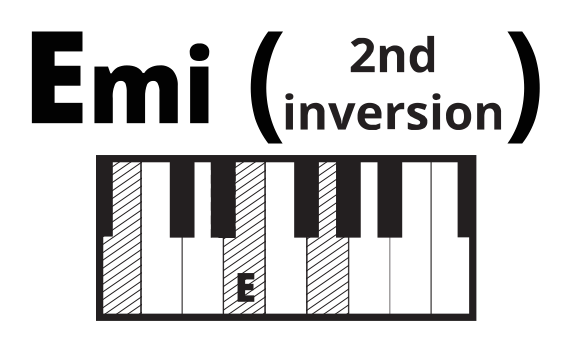 Emi (2nd
inversion)
E